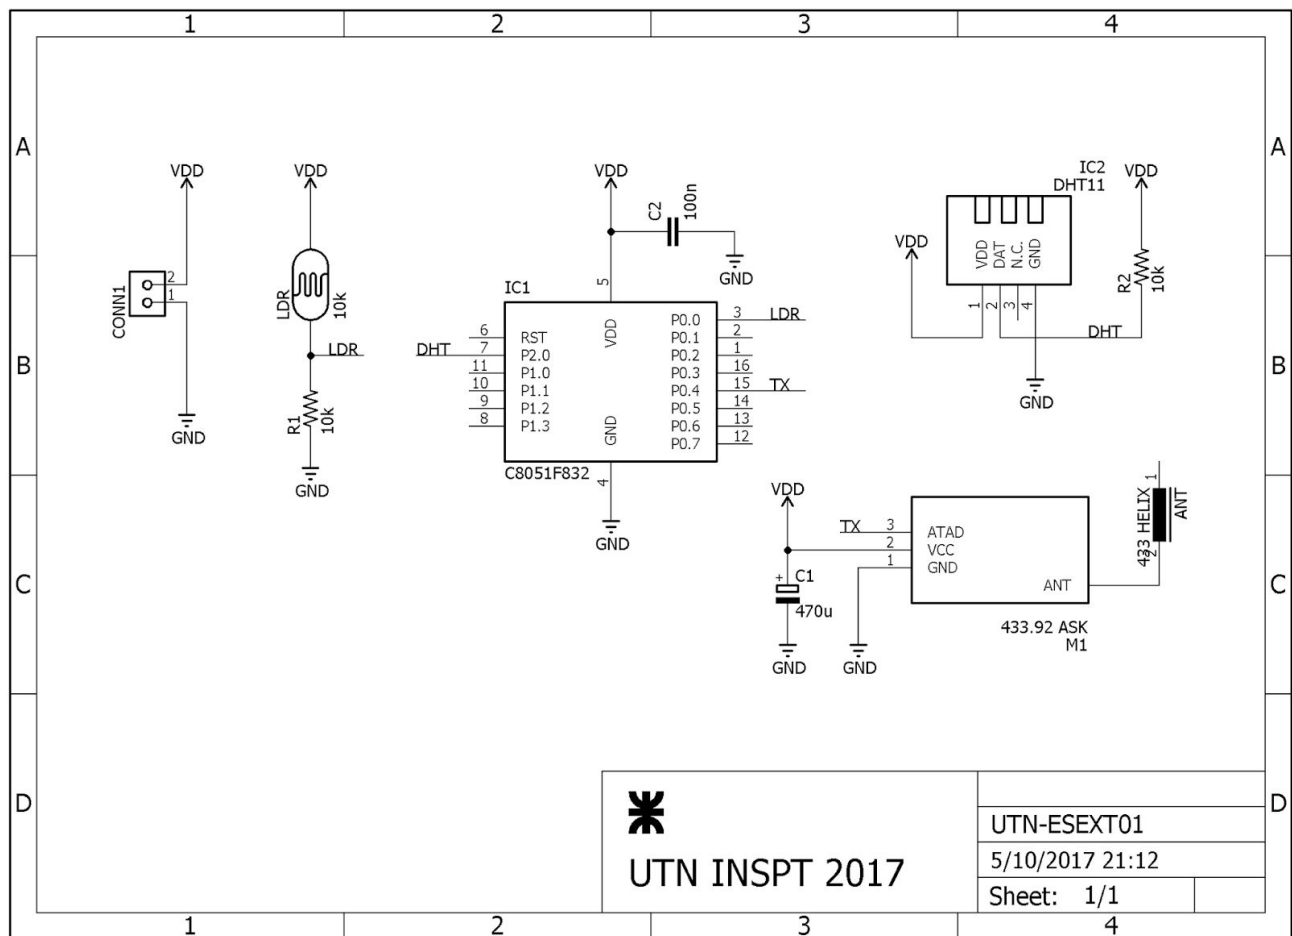 1 2 3 4
A A
B B
C C
D D
VDD
CONN1
2
1
GND
VDD
LDR
10k
LDR
R1
10k
GND
VDD
C2
100n
GND
5
IC1
VDD
GND
6 RST
7 P2.0
DHT
11 P1.0
10 P1.1
9 P1.2
8 P1.3
P0.0 3 LDR
P0.1 2
P0.2 1
P0.3 16
P0.4 15 TX
P0.5 14
P0.6 13
P0.7 12
C8051F832
4
GND
IC2
DHT11
VDD
VDD
VDD
DAT
N.C.
GND
1
2
3
4
R2
10k
DHT
GND
VDD
TX 3 ATAD
2 VCC
1 GND
ANT
C1
+
470u
GND
GND
433.92 ASK
M1
433 HELIX
ANT
1
2
UTN INSPT 2017
UTN-ESEXT01
5/10/2017 21:12
Sheet: 1/1
1 2 3 4